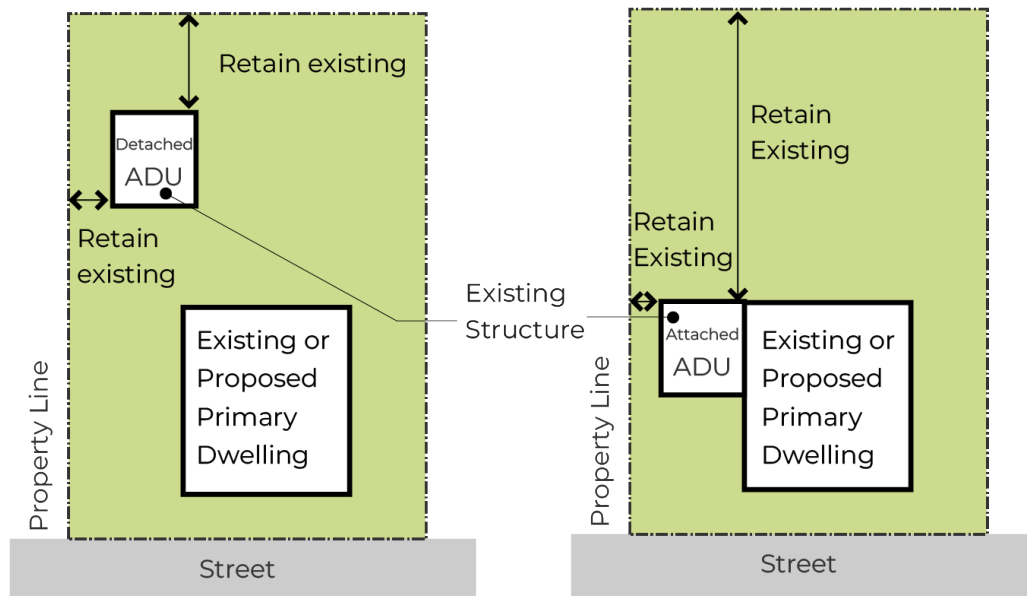 Retain existing
Detached
ADU
Retain
existing
Existing or
Proposed
Primary
Dwelling
Property Line
Street
Existing
Structure
Retain
Existing
Retain
Existing
Attached
ADU
Existing or
Proposed
Primary
Dwelling
Property Line
Street